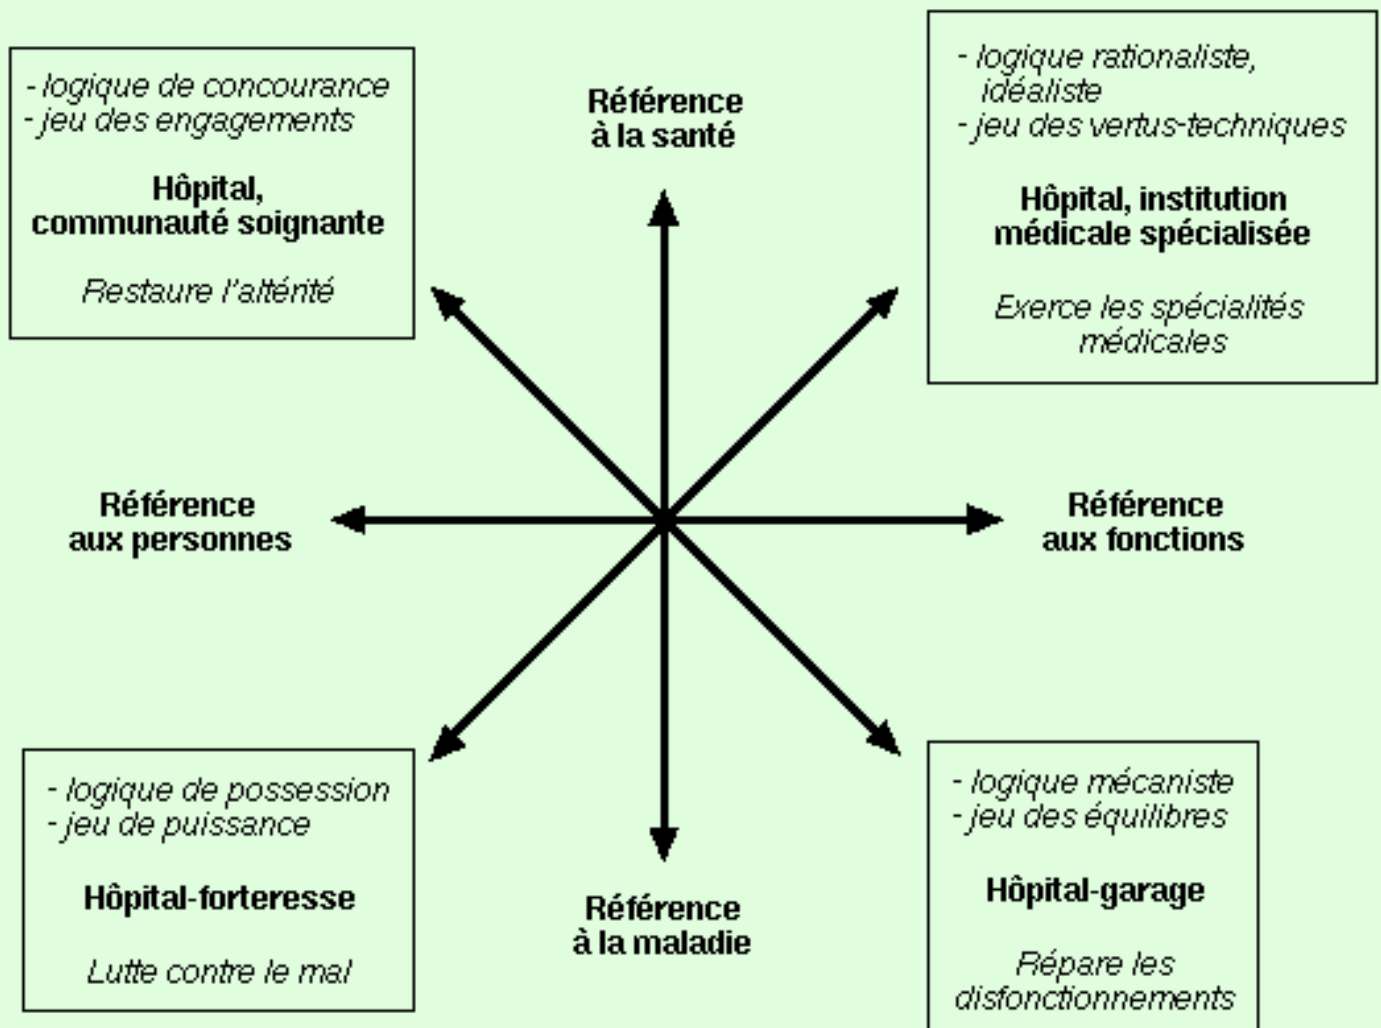 - logique de concourance
- jeu des engagements
Hôpital,
communauté soignante
Restaure l'altérité
Référence
à la santé
- logique rationaliste,
idéaliste
- jeu des vertus-techniques
Hôpital, institution
médicale spécialisée
Exerce les spécialités
médicales
Référence
aux personnes
Référence
aux fonctions
- logique de possession
- jeu de puissance
Hôpital-forteresse
Lutte contre le mal
Référence
à la maladie
- logique mécaniste
- jeu des équilibres
Hôpital-garage
Répare les
disfonctionnements